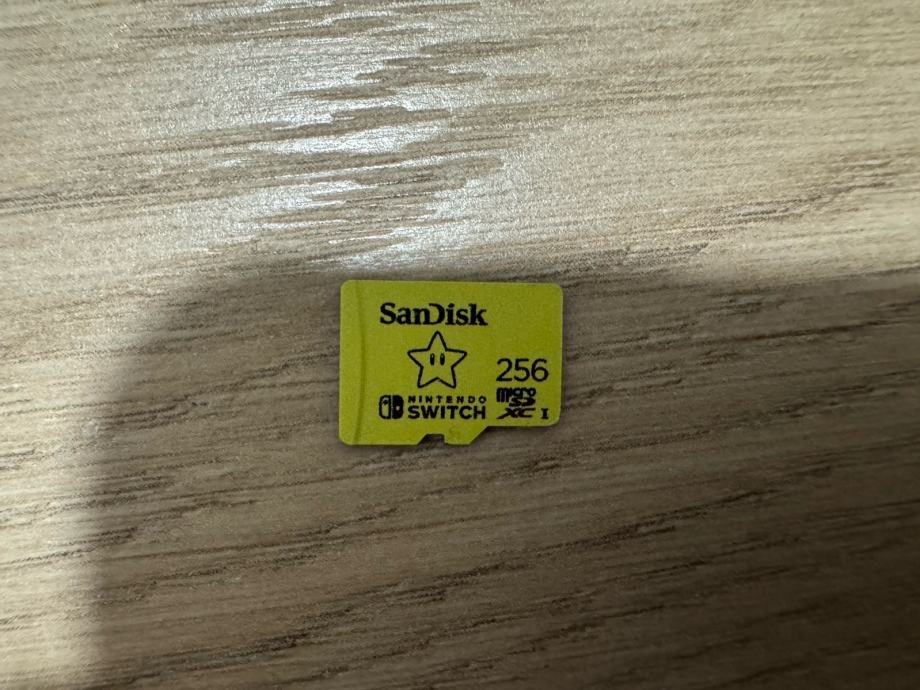 SanDisk
256
NINTENDO
SWITCH
micro
SD
XC I